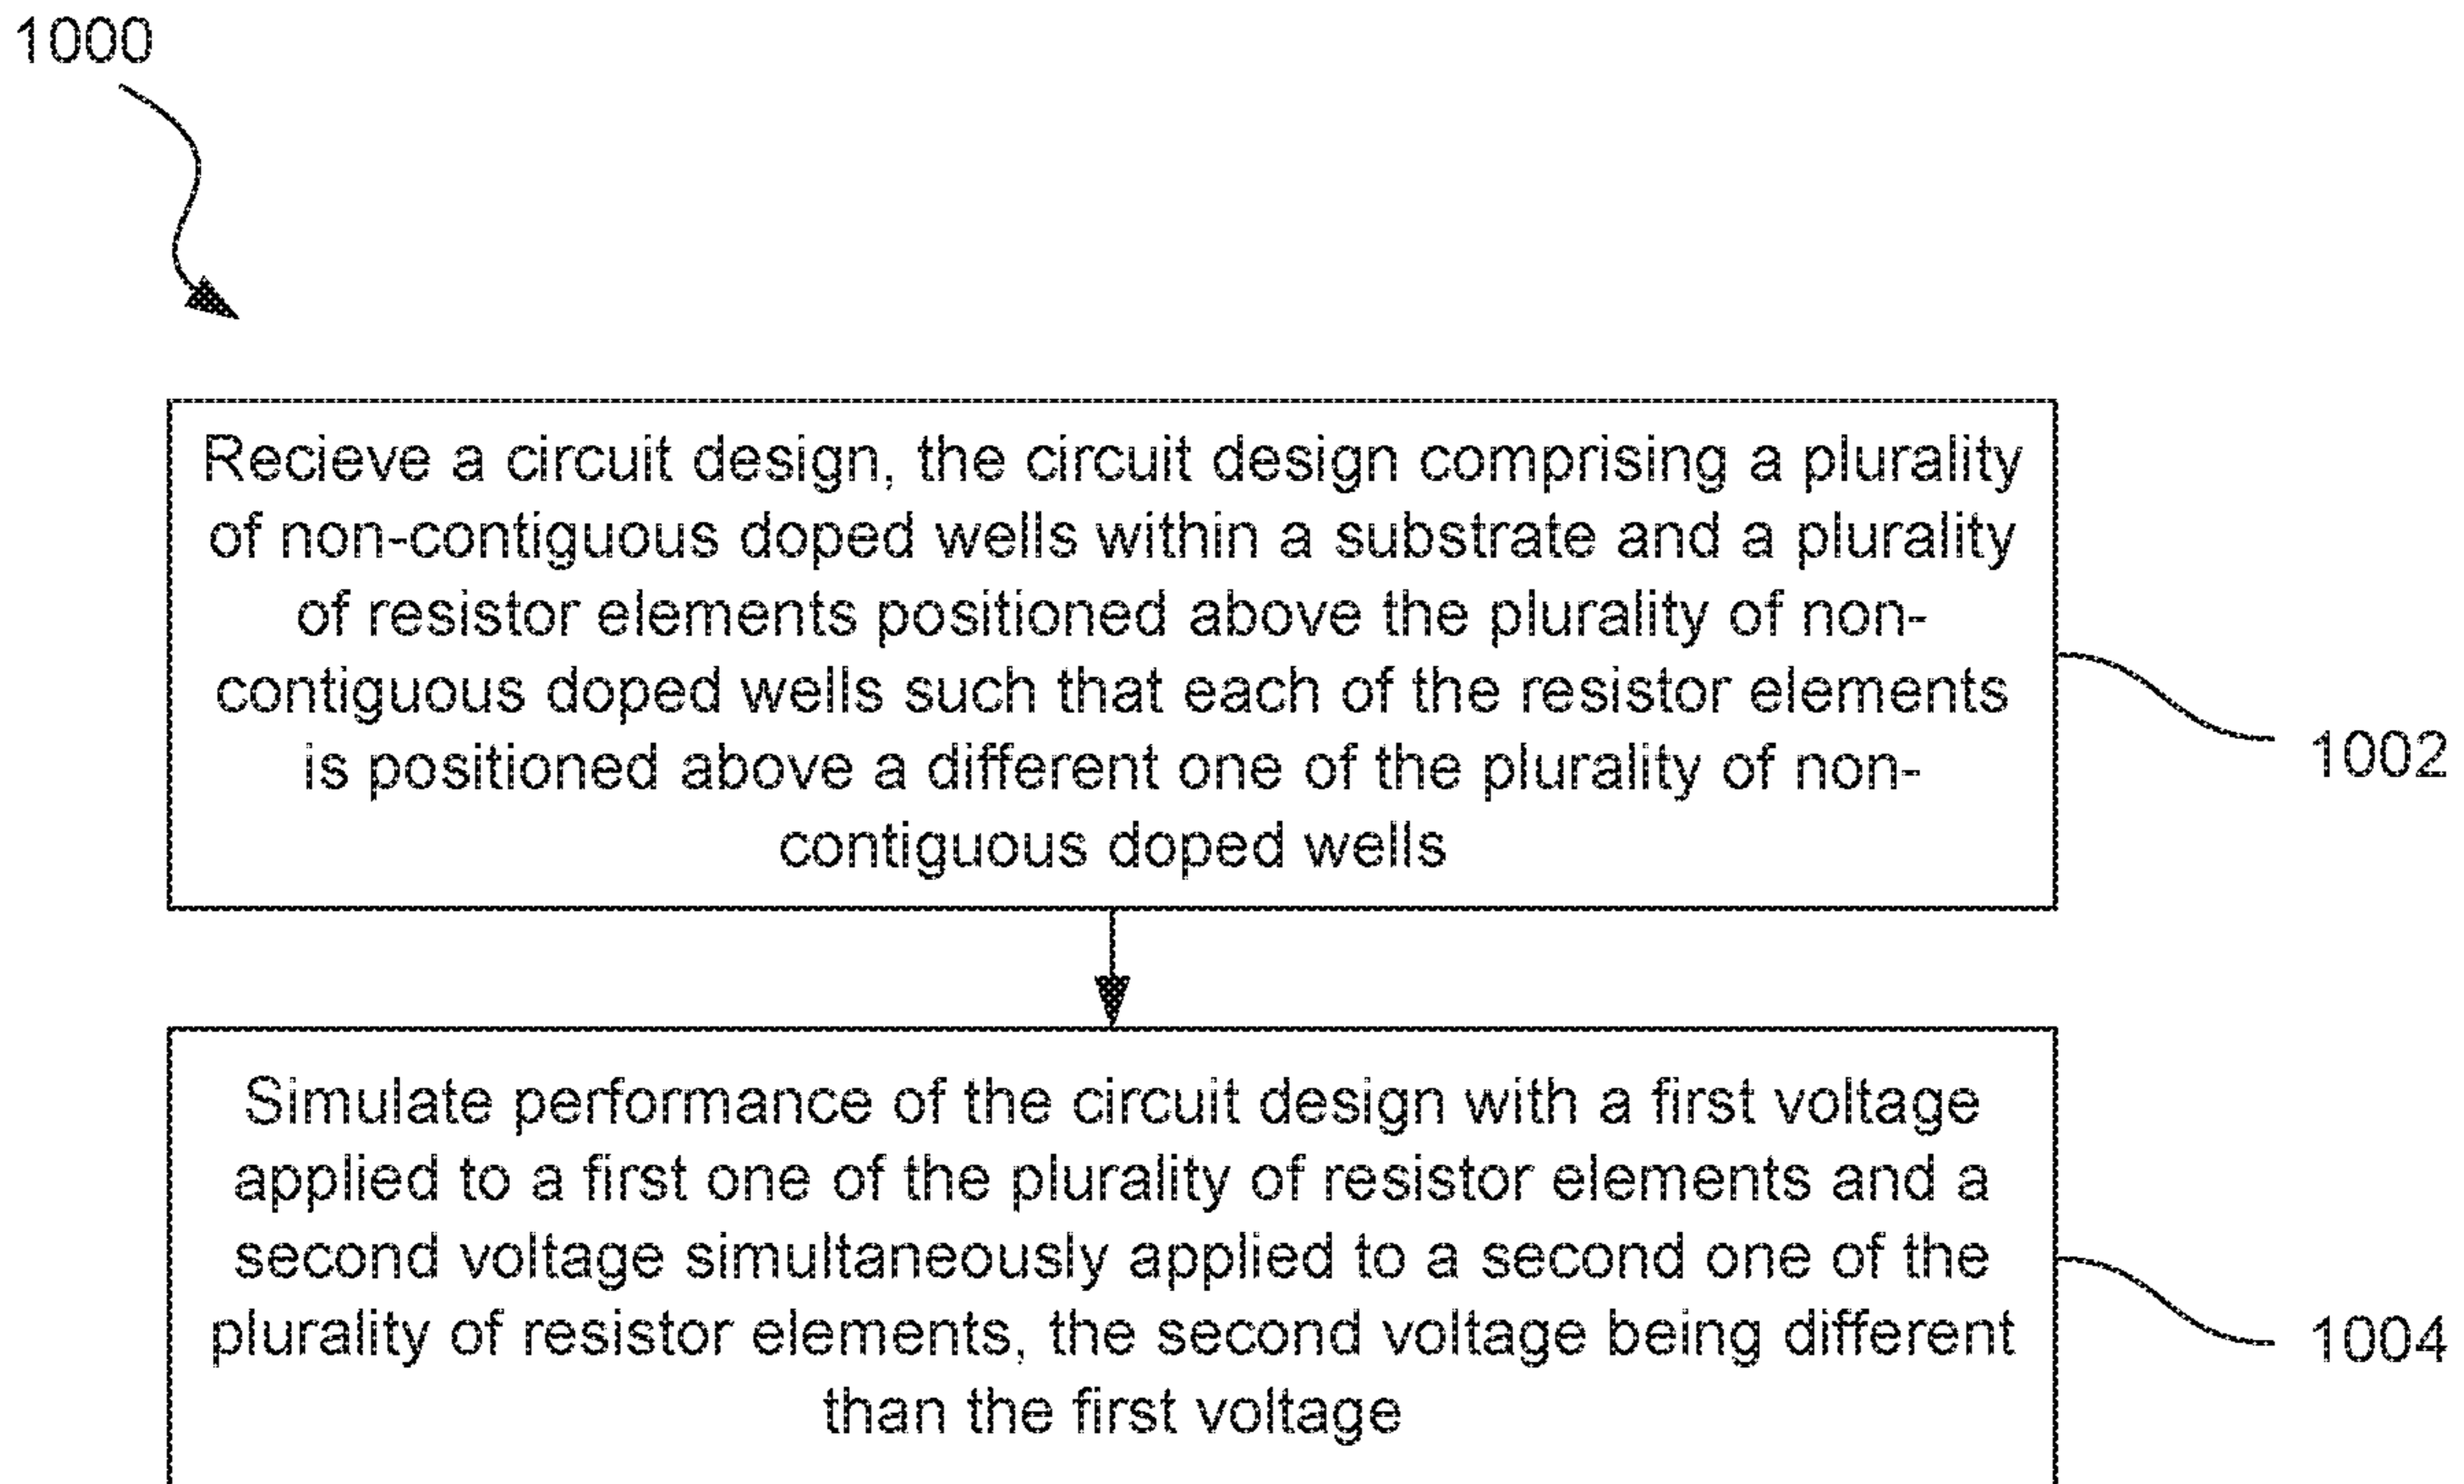 1000
Recieve a circuit design, the circuit design comprising a plurality
of non-contiguous doped wells within a substrate and a plurality
of resistor elements positioned above the plurality of non-
contiguous doped wells such that each of the resistor elements
is positioned above a different one of the plurality of non-
contiguous doped wells
1002
Simulate performance of the circuit design with a first voltage
applied to a first one of the plurality of resistor elements and a
second voltage simultaneously applied to a second one of the
plurality of resistor elements, the second voltage being different
than the first voltage
1004